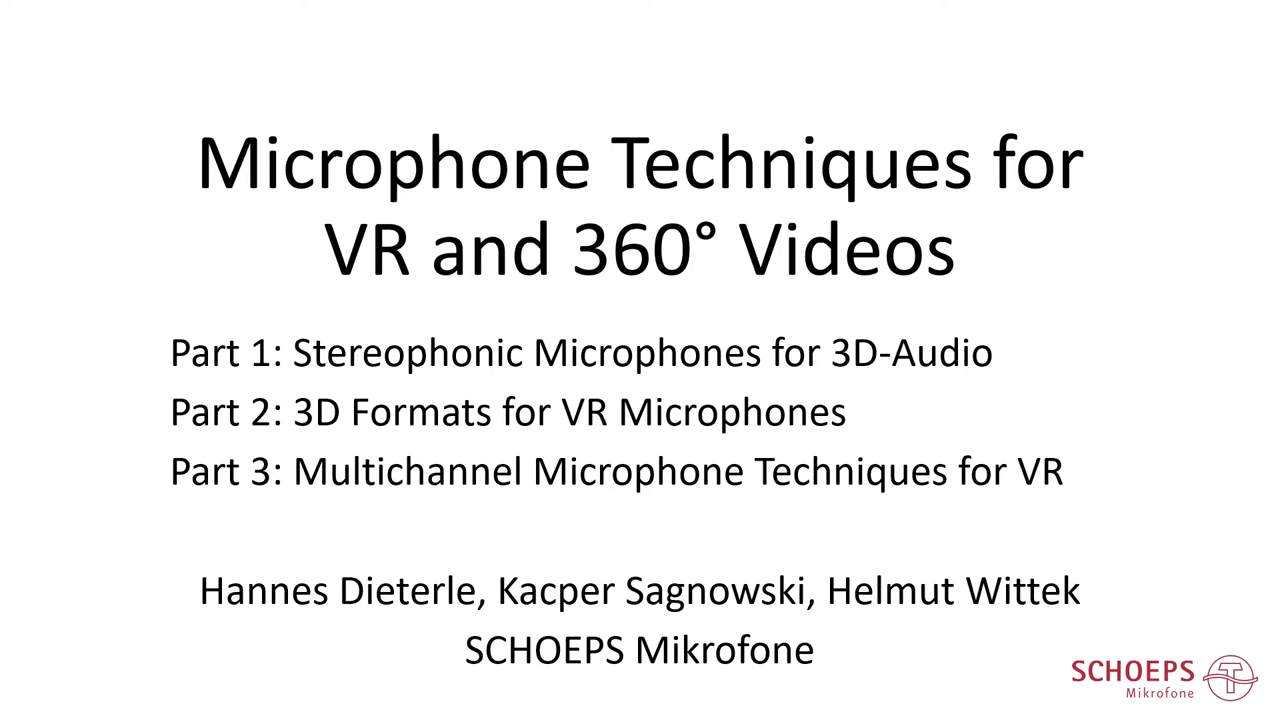 Microphone Techniques for
VR and 360° Videos
Part 1: Stereophonic Microphones for 3D-Audio
Part 2: 3D Formats for VR Microphones
Part 3: Multichannel Microphone Techniques for VR
Hannes Dieterle, Kacper Sagnowski, Helmut Wittek
SCHOEPS Mikrofone
SCHOEPS
Mikrofone